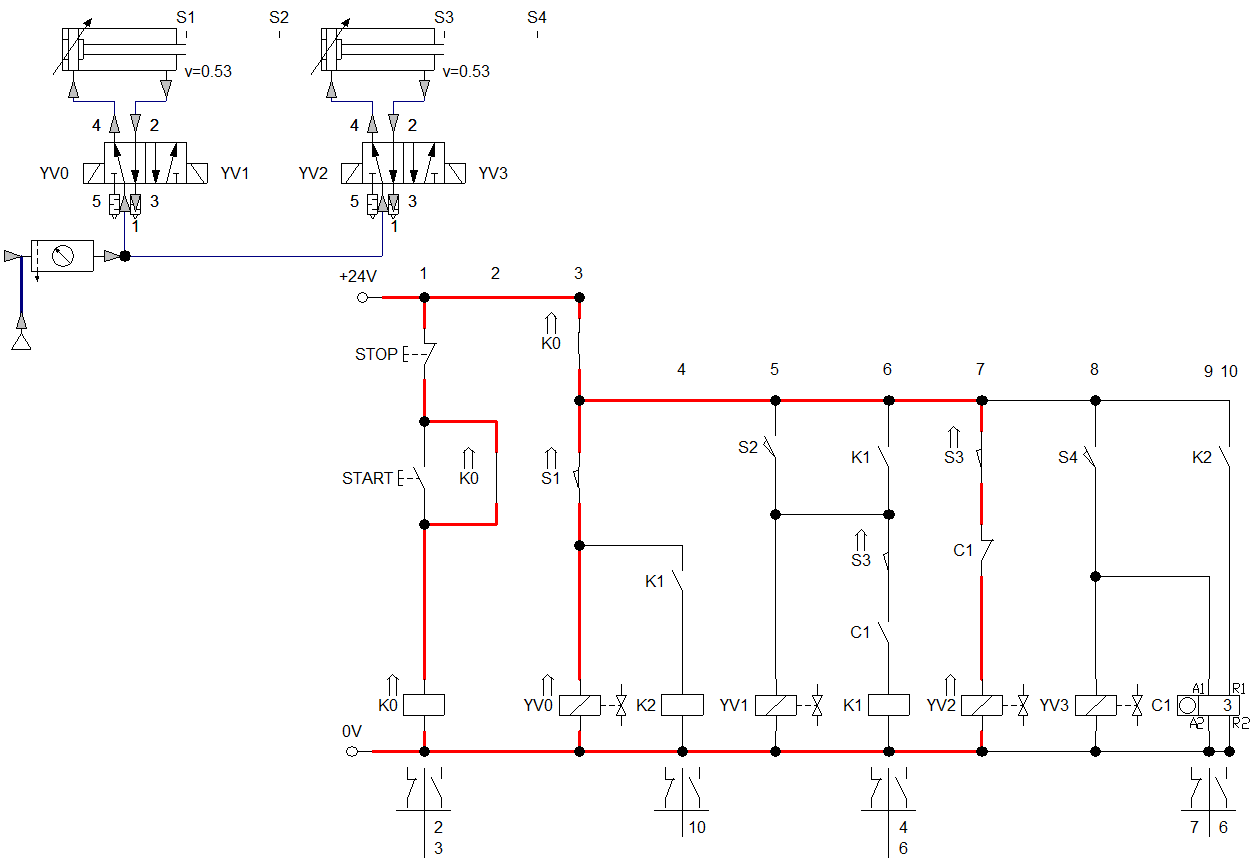 S1 S2 S3 S4
v=0.53 v=0.53
4 2 4 2
YV0 YV1 YV2 YV3
5 3 5 3
1 1
+24V 1 2 3
K0
STOP
4 5 6 7 8 9 10
S2 K1 S3 S4 K2
START K0 S1
C1
S3
K1
C1
A1 R1
K0 YV0 K2 YV1 K1 YV2 YV3 C1 3
A2 R2
0V
2 10 4 7 6
3 6